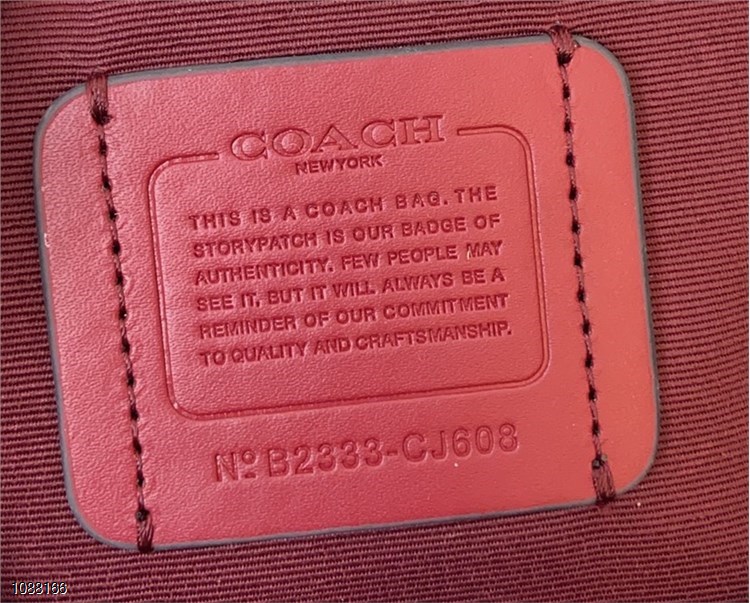 COACH
NEW YORK
THIS IS A COACH BAG. THE
STORYPATCH IS OUR BADGE OF
AUTHENTICITY. FEW PEOPLE MAY
SEE IT, BUT IT WILL ALWAYS BE A
REMINDER OF OUR COMMITMENT
TO QUALITY AND CRAFTSMANSHIP.
Nº B2333-CJ608
1088166